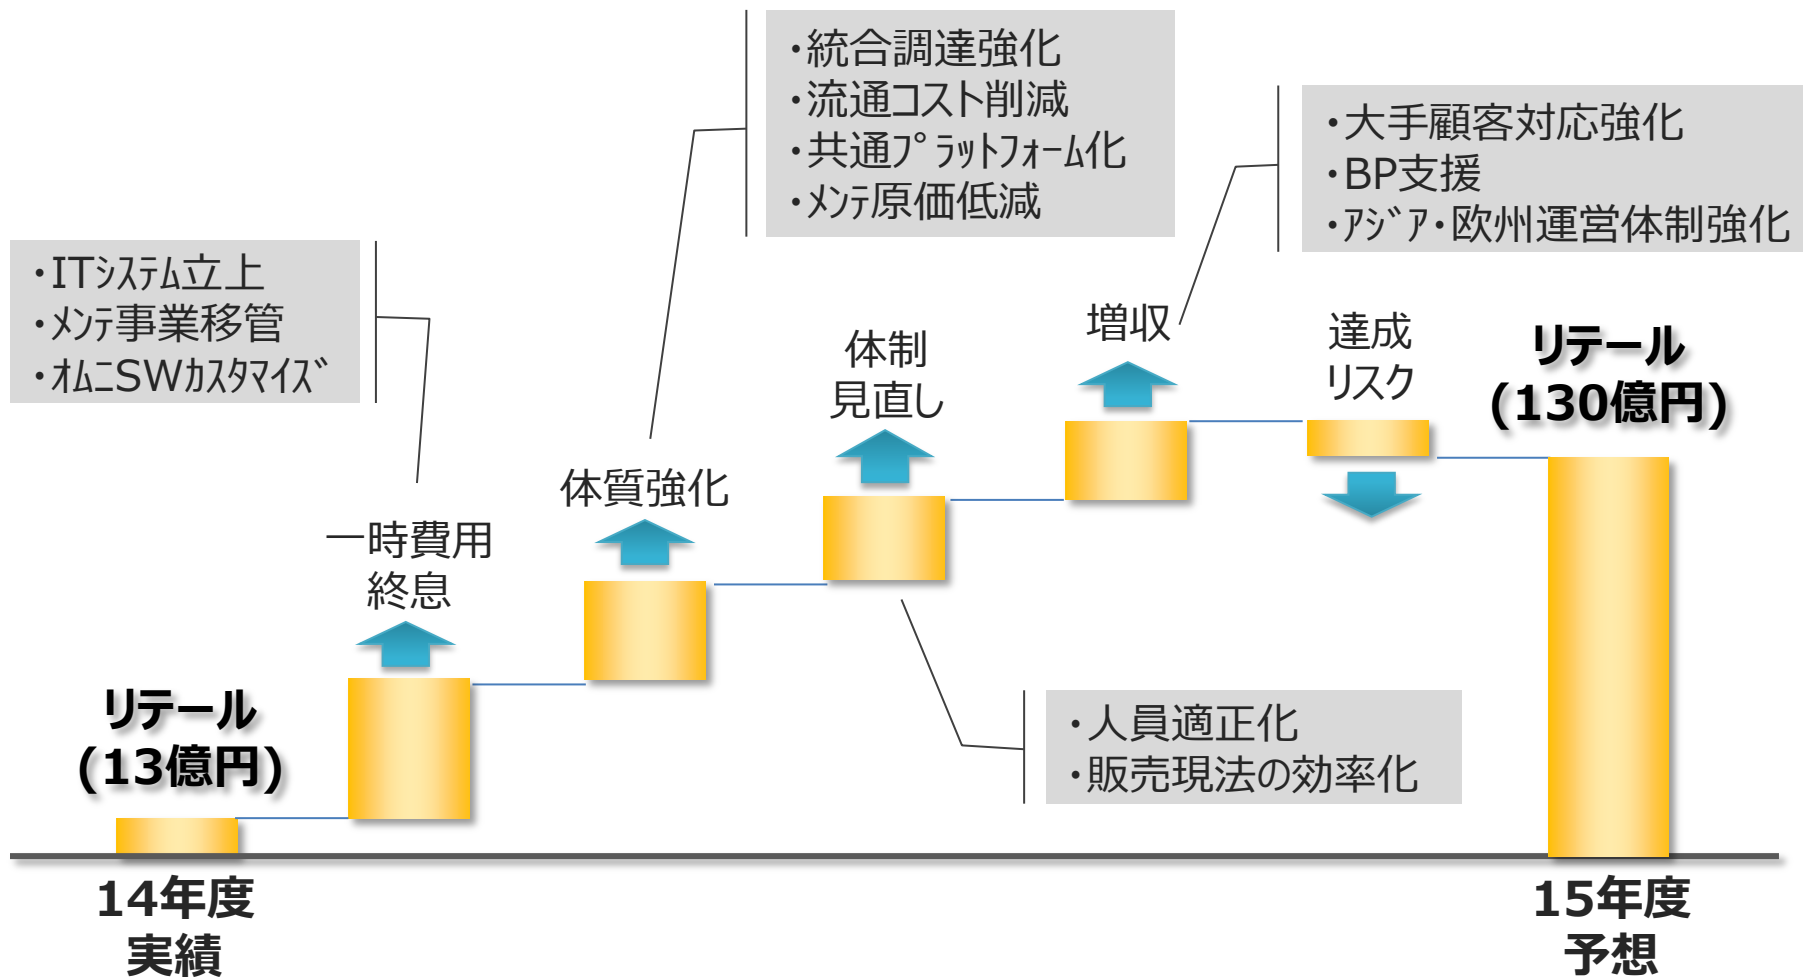 ・統合調達強化
・流通コスト削減
・共通ﾌﾟﾗｯﾄﾌｫｰﾑ化
・ﾒﾝﾃ原価低減
・大手顧客対応強化
・BP支援
・ｱｼﾞｱ・欧州運営体制強化
・ITｼｽﾃﾑ立上
・ﾒﾝﾃ事業移管
・ｵﾑﾆSWｶｽﾀﾏｲｽﾞ
一時費用
終息
体質強化
体制
見直し
増収
達成
リスク
リテール
(130億円)
リテール
(13億円)
・人員適正化
・販売現法の効率化
14年度
実績
15年度
予想